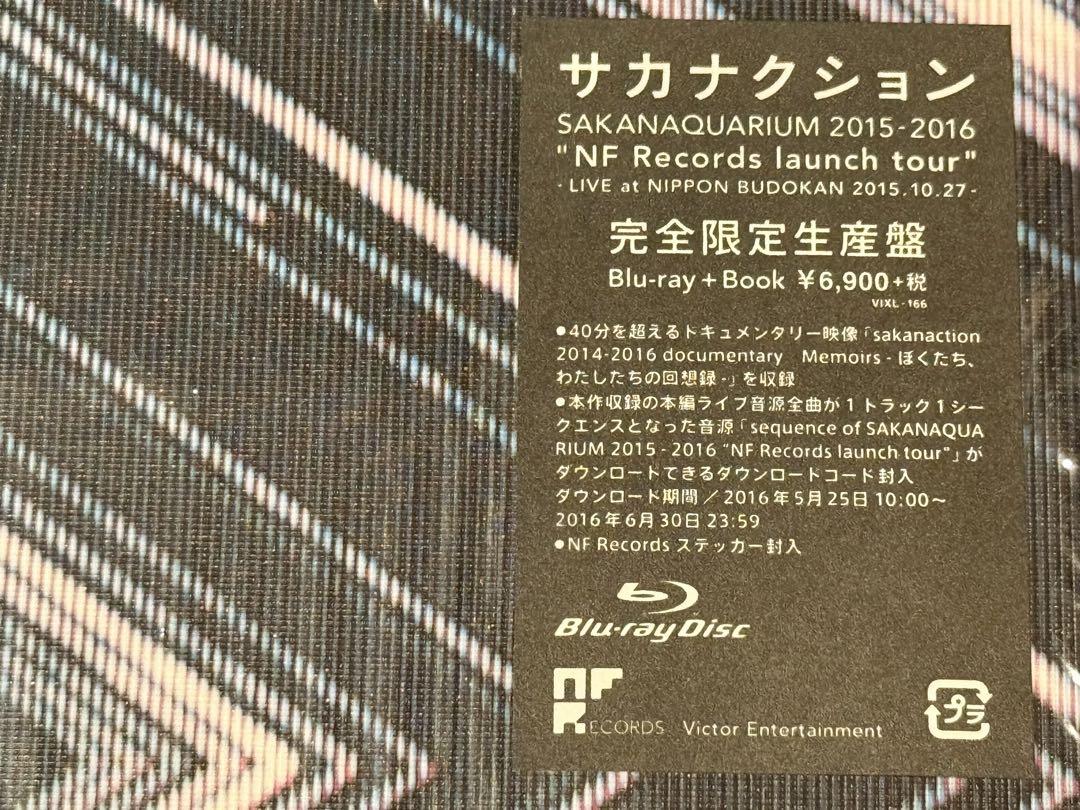 サカナクション
SAKANAQUARIUM 2015-2016
"NF Records launch tour"
- LIVE at NIPPON BUDOKAN 2015.10.27 -
完全限定生産盤
Blu-ray + Book ¥6,900+税
VIXL-166
●40分を超えるドキュメンタリー映像「sakanaction
2014-2016 documentary Memoirs - ぼくたち、
わたしたちの回想録 -」を収録
●本作収録の本編ライブ音源全曲が1トラック1シー
クエンスとなった音源「sequence of SAKANAQUA
RIUM 2015-2016 "NF Records launch tour"」が
ダウンロードできるダウンロードコード封入
ダウンロード期間/2016年5月25日10:00〜
2016年6月30日23:59
●NF Records ステッカー封入
Blu-ray Disc
NF
RECORDS Victor Entertainment
プラ